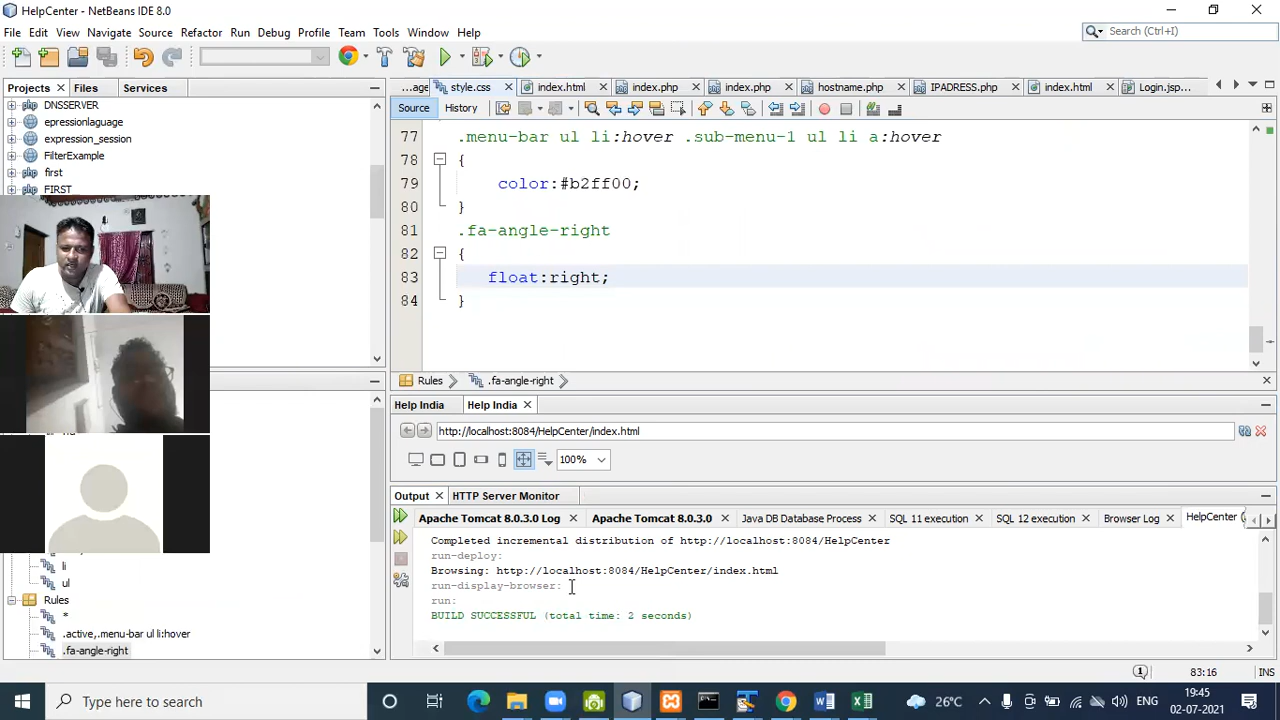 HelpCenter - NetBeans IDE 8.0
File Edit View Navigate Source Refactor Run Debug Profile Team Tools Window Help
Search (Ctrl+I)
Projects Files Services
...age style.css index.html index.php index.php hostname.php IPADRESS.php index.html Login.jsp...
Source History
DNSSERVER
epressionlaguage
expression_session
FilterExample
first
FIRST
77 .menu-bar ul li:hover .sub-menu-1 ul li a:hover
78 {
79 color:#b2ff00;
80 }
81 .fa-angle-right
82 {
83 float:right;
84 }
Rules .fa-angle-right
Help India Help India
http://localhost:8084/HelpCenter/index.html
100%
Output HTTP Server Monitor
Apache Tomcat 8.0.3.0 Log Apache Tomcat 8.0.3.0 Java DB Database Process SQL 11 execution SQL 12 execution Browser Log HelpCenter (
Completed incremental distribution of http://localhost:8084/HelpCenter
run-deploy:
Browsing: http://localhost:8084/HelpCenter/index.html
run-display-browser:
run:
BUILD SUCCESSFUL (total time: 2 seconds)
li
ul
Rules
*
.active,.menu-bar ul li:hover
.fa-angle-right
83:16 INS
Type here to search
26°C
ENG
19:45
02-07-2021